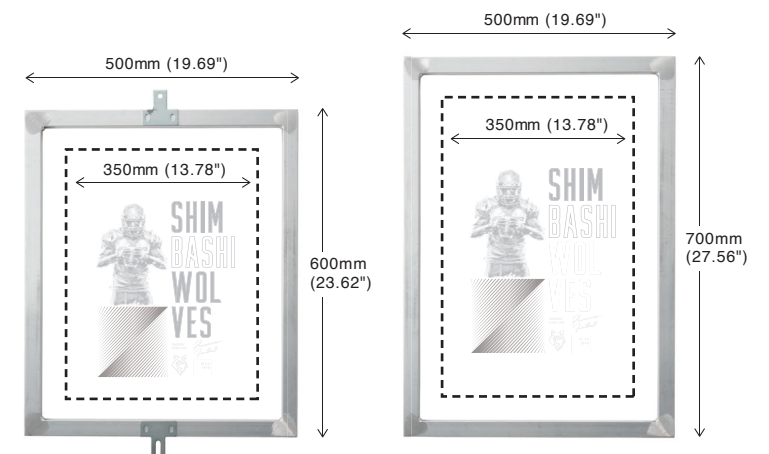 500mm (19.69")
350mm (13.78")
SHIM
BASHI
WOL
VES
600mm
(23.62")
500mm (19.69")
350mm (13.78")
SHIM
BASHI
WOL
VES
700mm
(27.56")